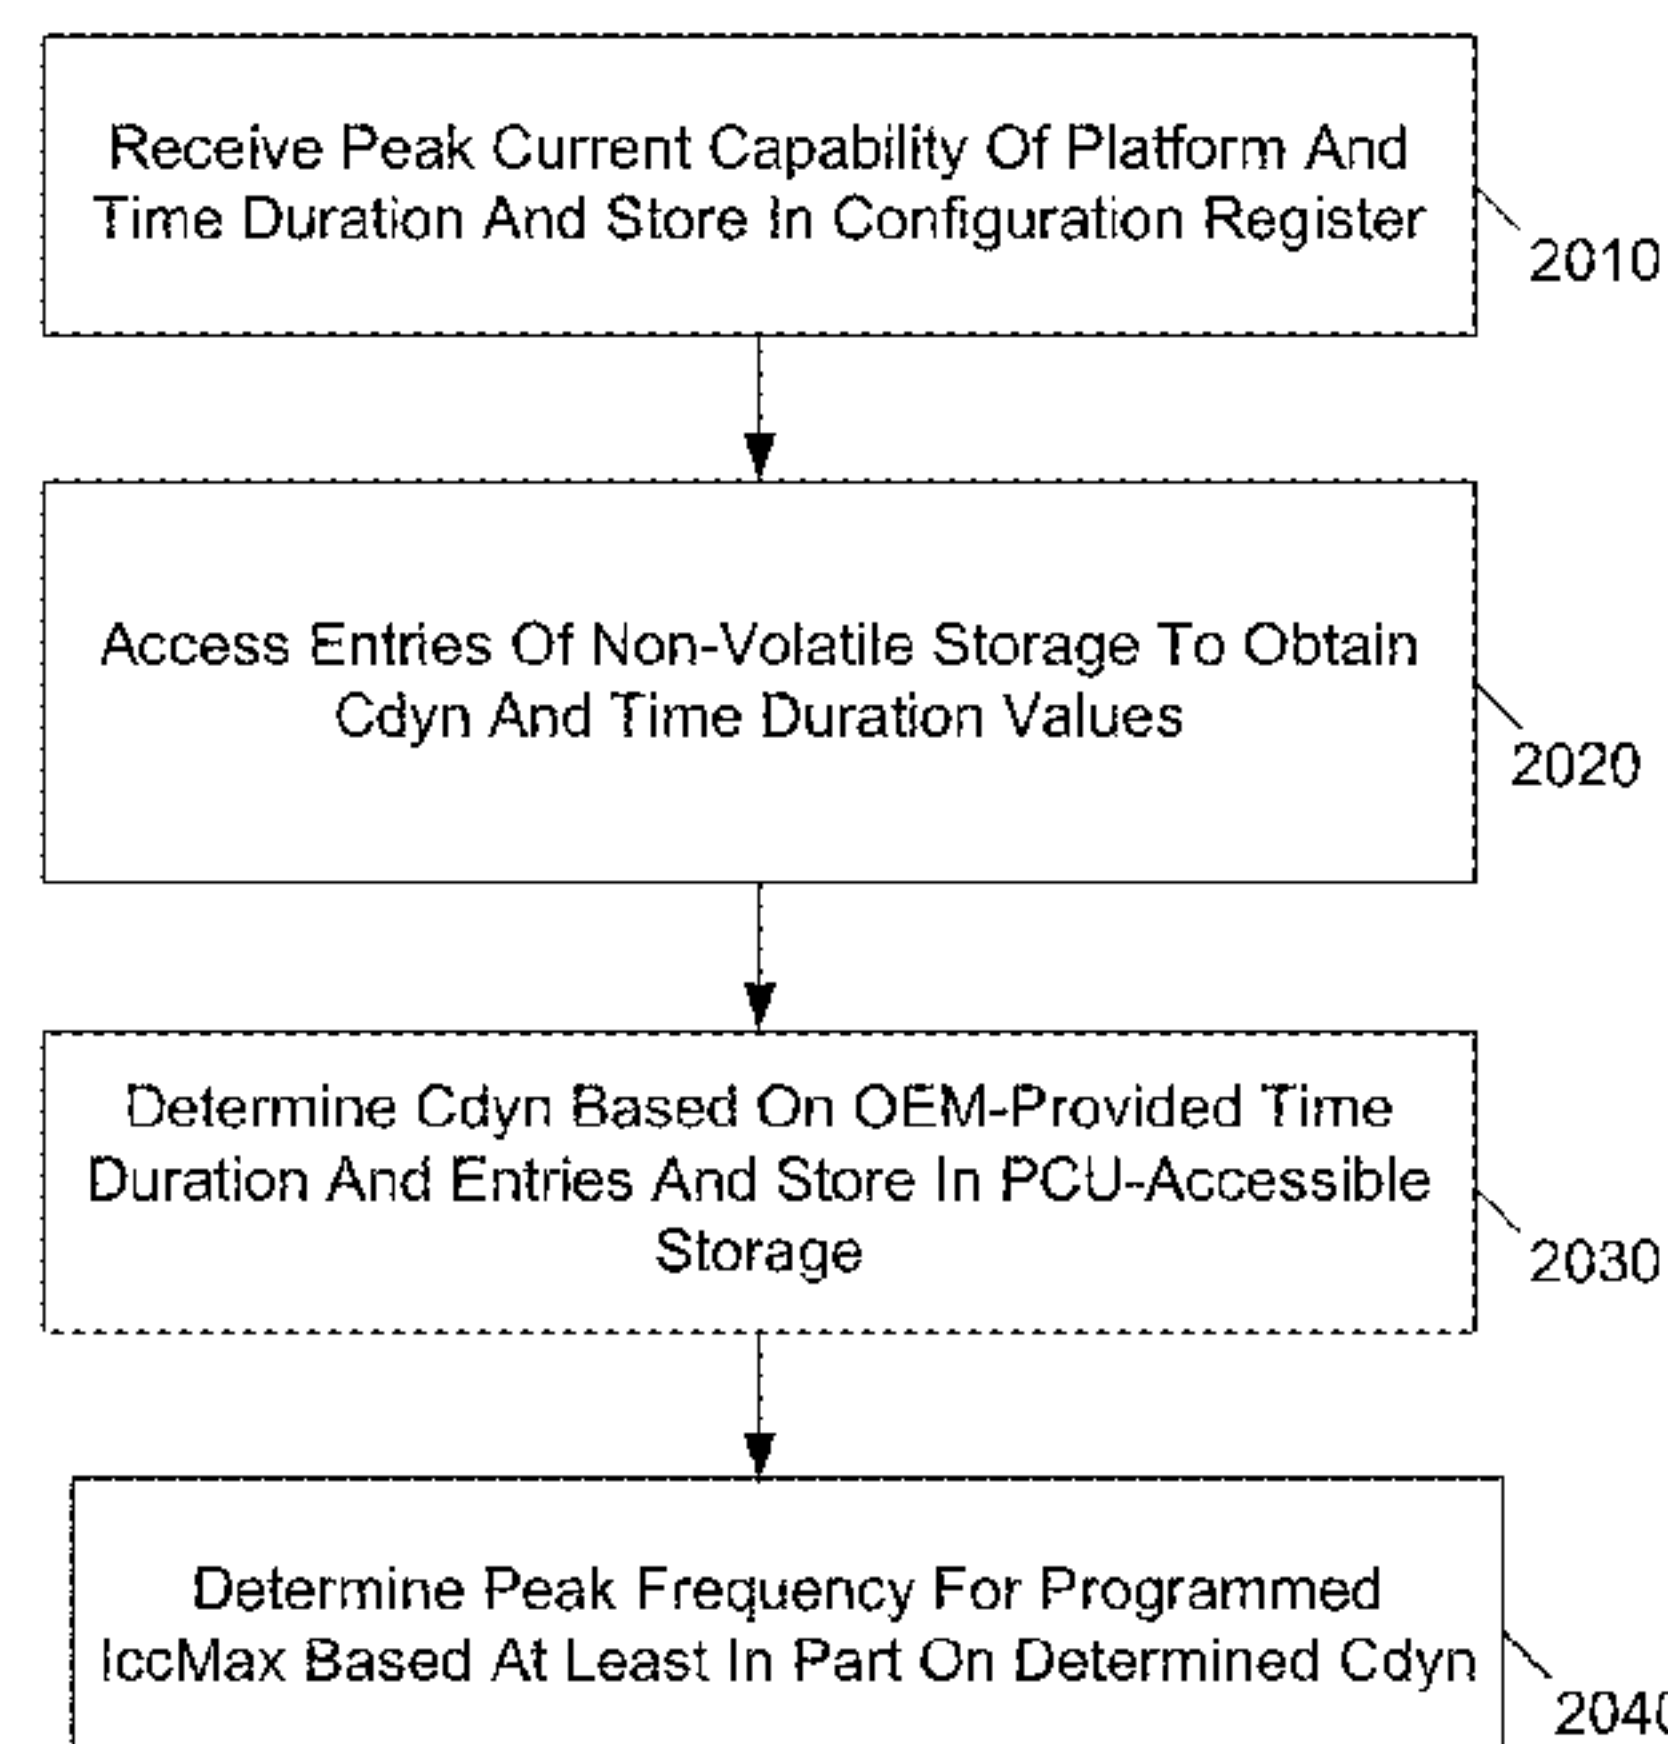 Receive Peak Current Capability Of Platform And
Time Duration And Store In Configuration Register
2010
Access Entries Of Non-Volatile Storage To Obtain
Cdyn And Time Duration Values
2020
Determine Cdyn Based On OEM-Provided Time
Duration And Entries And Store In PCU-Accessible
Storage
2030
Determine Peak Frequency For Programmed
IccMax Based At Least In Part On Determined Cdyn
2040